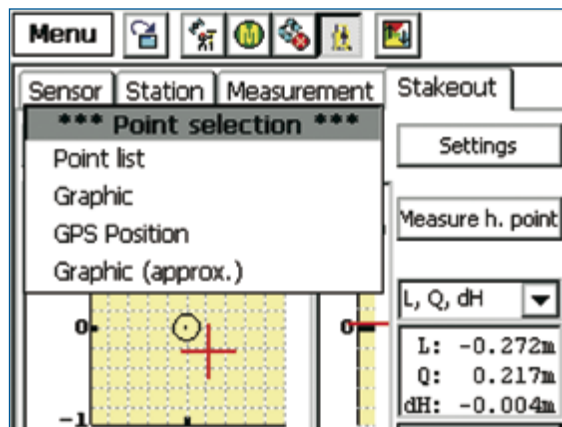 Menu
M
Sensor Station Measurement Stakeout
*** Point selection ***
Point list
Graphic
GPS Position
Graphic (approx.)
Settings
Measure h. point
L, Q, dH
0
0
L: -0.272m
Q: 0.217m
dH: -0.004m
-1